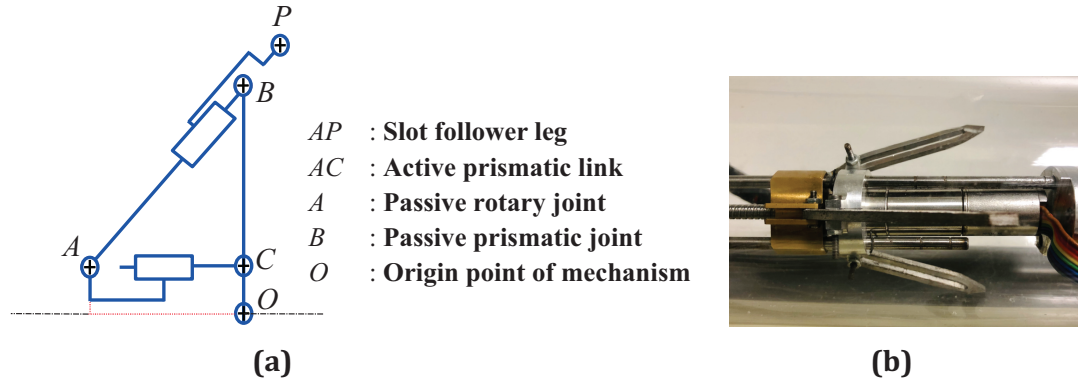 P
B
A
C
O
AP : Slot follower leg
AC : Active prismatic link
A : Passive rotary joint
B : Passive prismatic joint
O : Origin point of mechanism
(a)
(b)